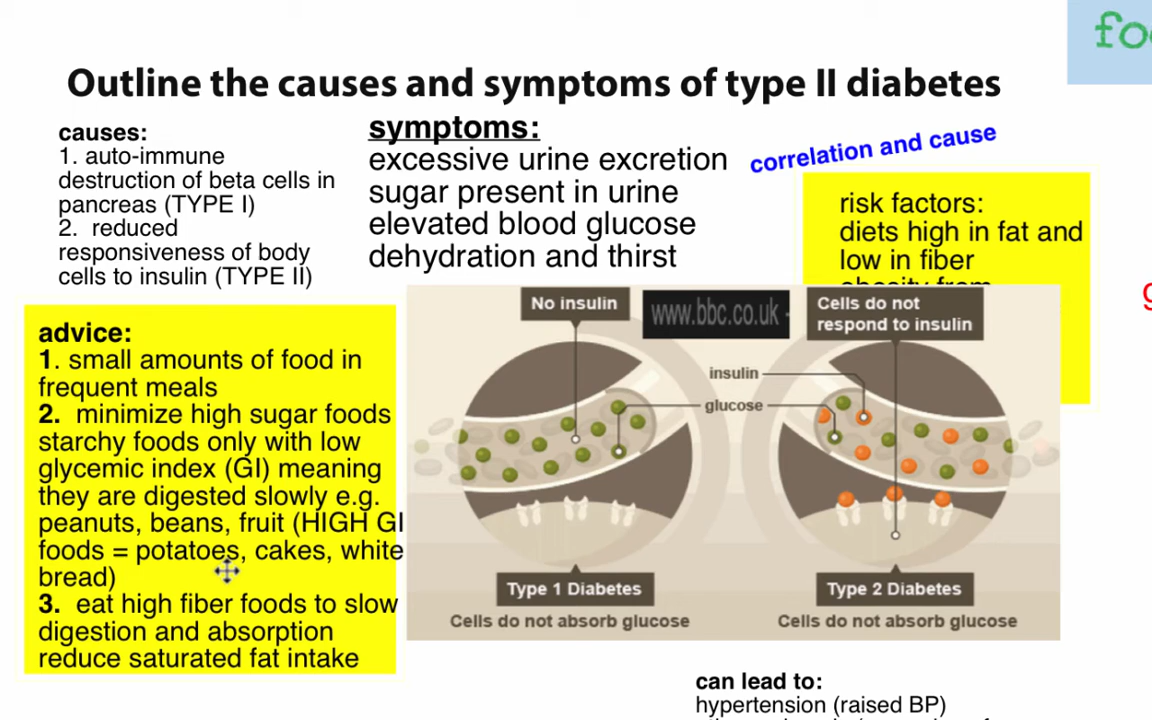 Outline the causes and symptoms of type II diabetes
causes:
1. auto-immune
destruction of beta cells in
pancreas (TYPE I)
2. reduced
responsiveness of body
cells to insulin (TYPE II)
symptoms:
excessive urine excretion
sugar present in urine
elevated blood glucose
dehydration and thirst
correlation and cause
risk factors:
diets high in fat and
low in fiber
advice:
1. small amounts of food in
frequent meals
2. minimize high sugar foods
starchy foods only with low
glycemic index (GI) meaning
they are digested slowly e.g.
peanuts, beans, fruit (HIGH GI
foods = potatoes, cakes, white
bread)
3. eat high fiber foods to slow
digestion and absorption
reduce saturated fat intake
No insulin
www.bbc.co.uk
Cells do not
respond to insulin
insulin
glucose
Type 1 Diabetes
Cells do not absorb glucose
Type 2 Diabetes
Cells do not absorb glucose
can lead to:
hypertension (raised BP)